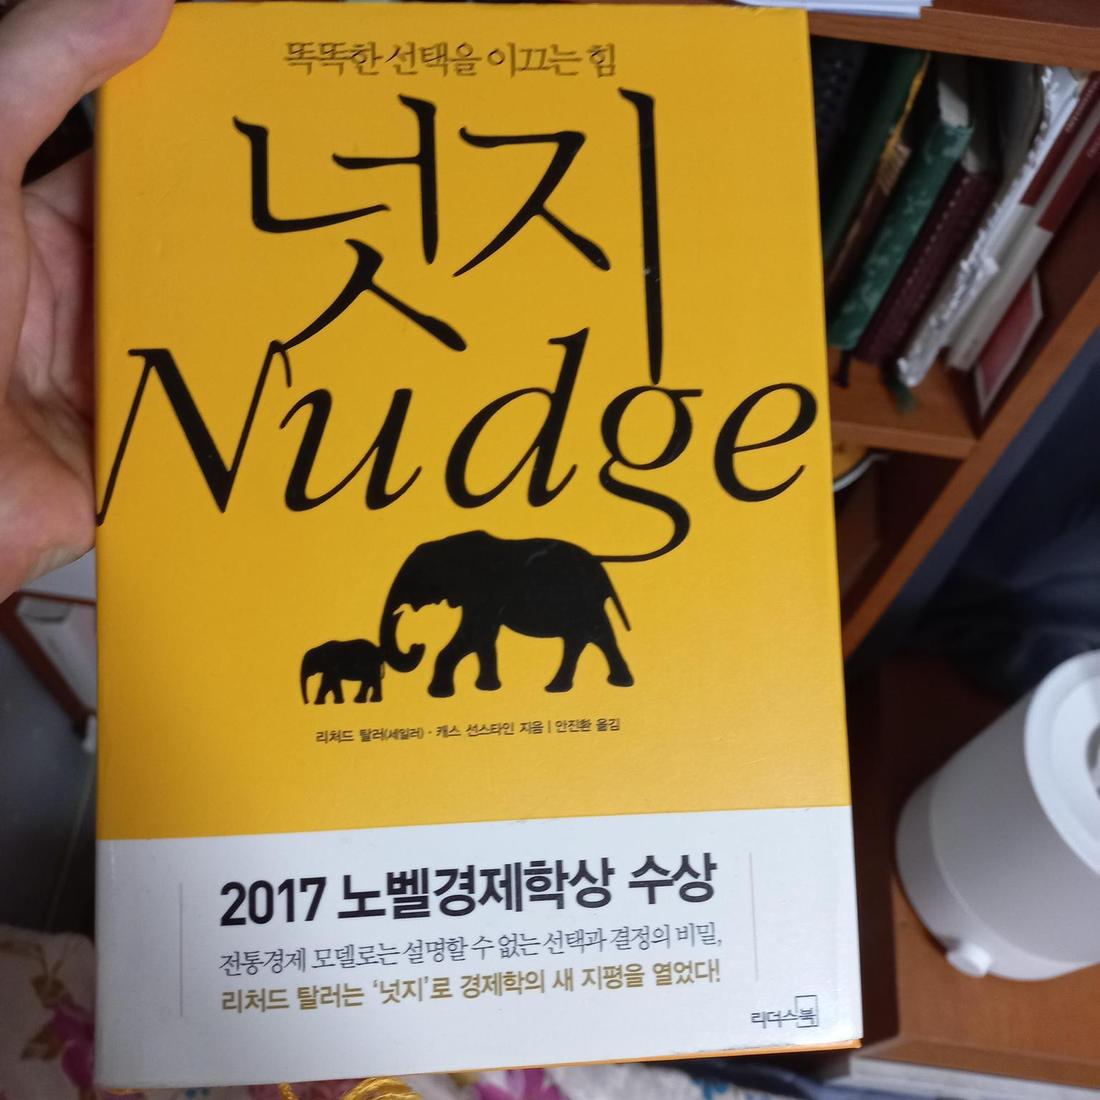 똑똑한 선택을 이끄는 힘
넛지
Nudge
리처드 탈러(세일러) · 캐스 선스타인 지음 | 안진환 옮김
2017 노벨경제학상 수상
전통경제 모델로는 설명할 수 없는 선택과 결정의 비밀,
리처드 탈러는 ‘넛지’로 경제학의 새 지평을 열었다!
리더스북